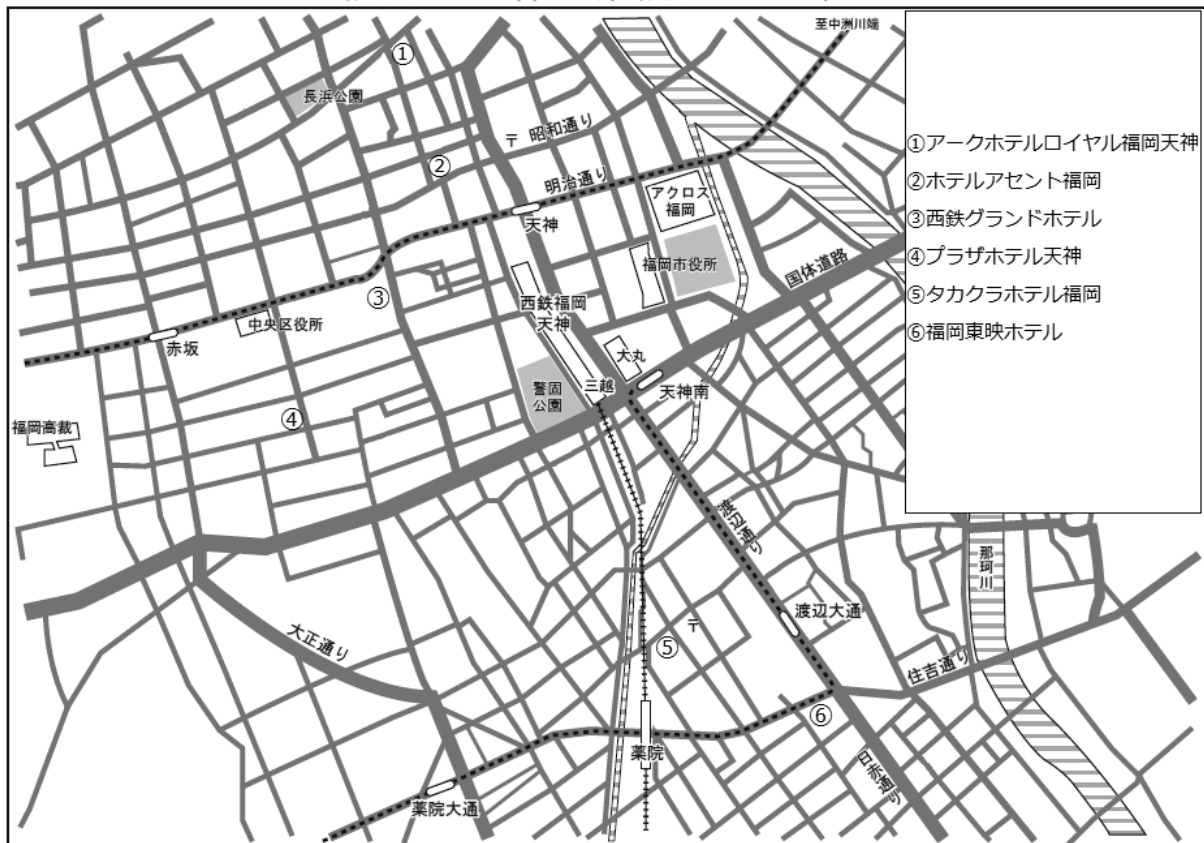 至中洲川端
①
長浜公園
〒
昭和通り
②
明治通り
アクロス
福岡
天神
福岡市役所
国体道路
③
西鉄福岡
天神
中央区役所
赤坂
大丸
三越
天神南
警固
公園
④
福岡高裁
渡辺通り
那珂川
渡辺大通
大正通り
〒
⑤
住吉通り
⑥
薬院
日赤通り
薬院大通
①アークホテルロイヤル福岡天神
②ホテルアセント福岡
③西鉄グランドホテル
④プラザホテル天神
⑤タカクラホテル福岡
⑥福岡東映ホテル